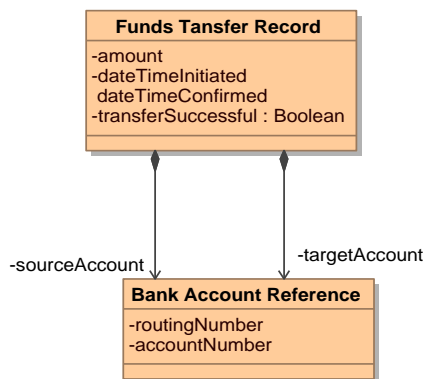 Funds Tansfer Record
-amount
-dateTimeInitiated
dateTimeConfirmed
-transferSuccessful : Boolean
-sourceAccount
-targetAccount
Bank Account Reference
-routingNumber
-accountNumber